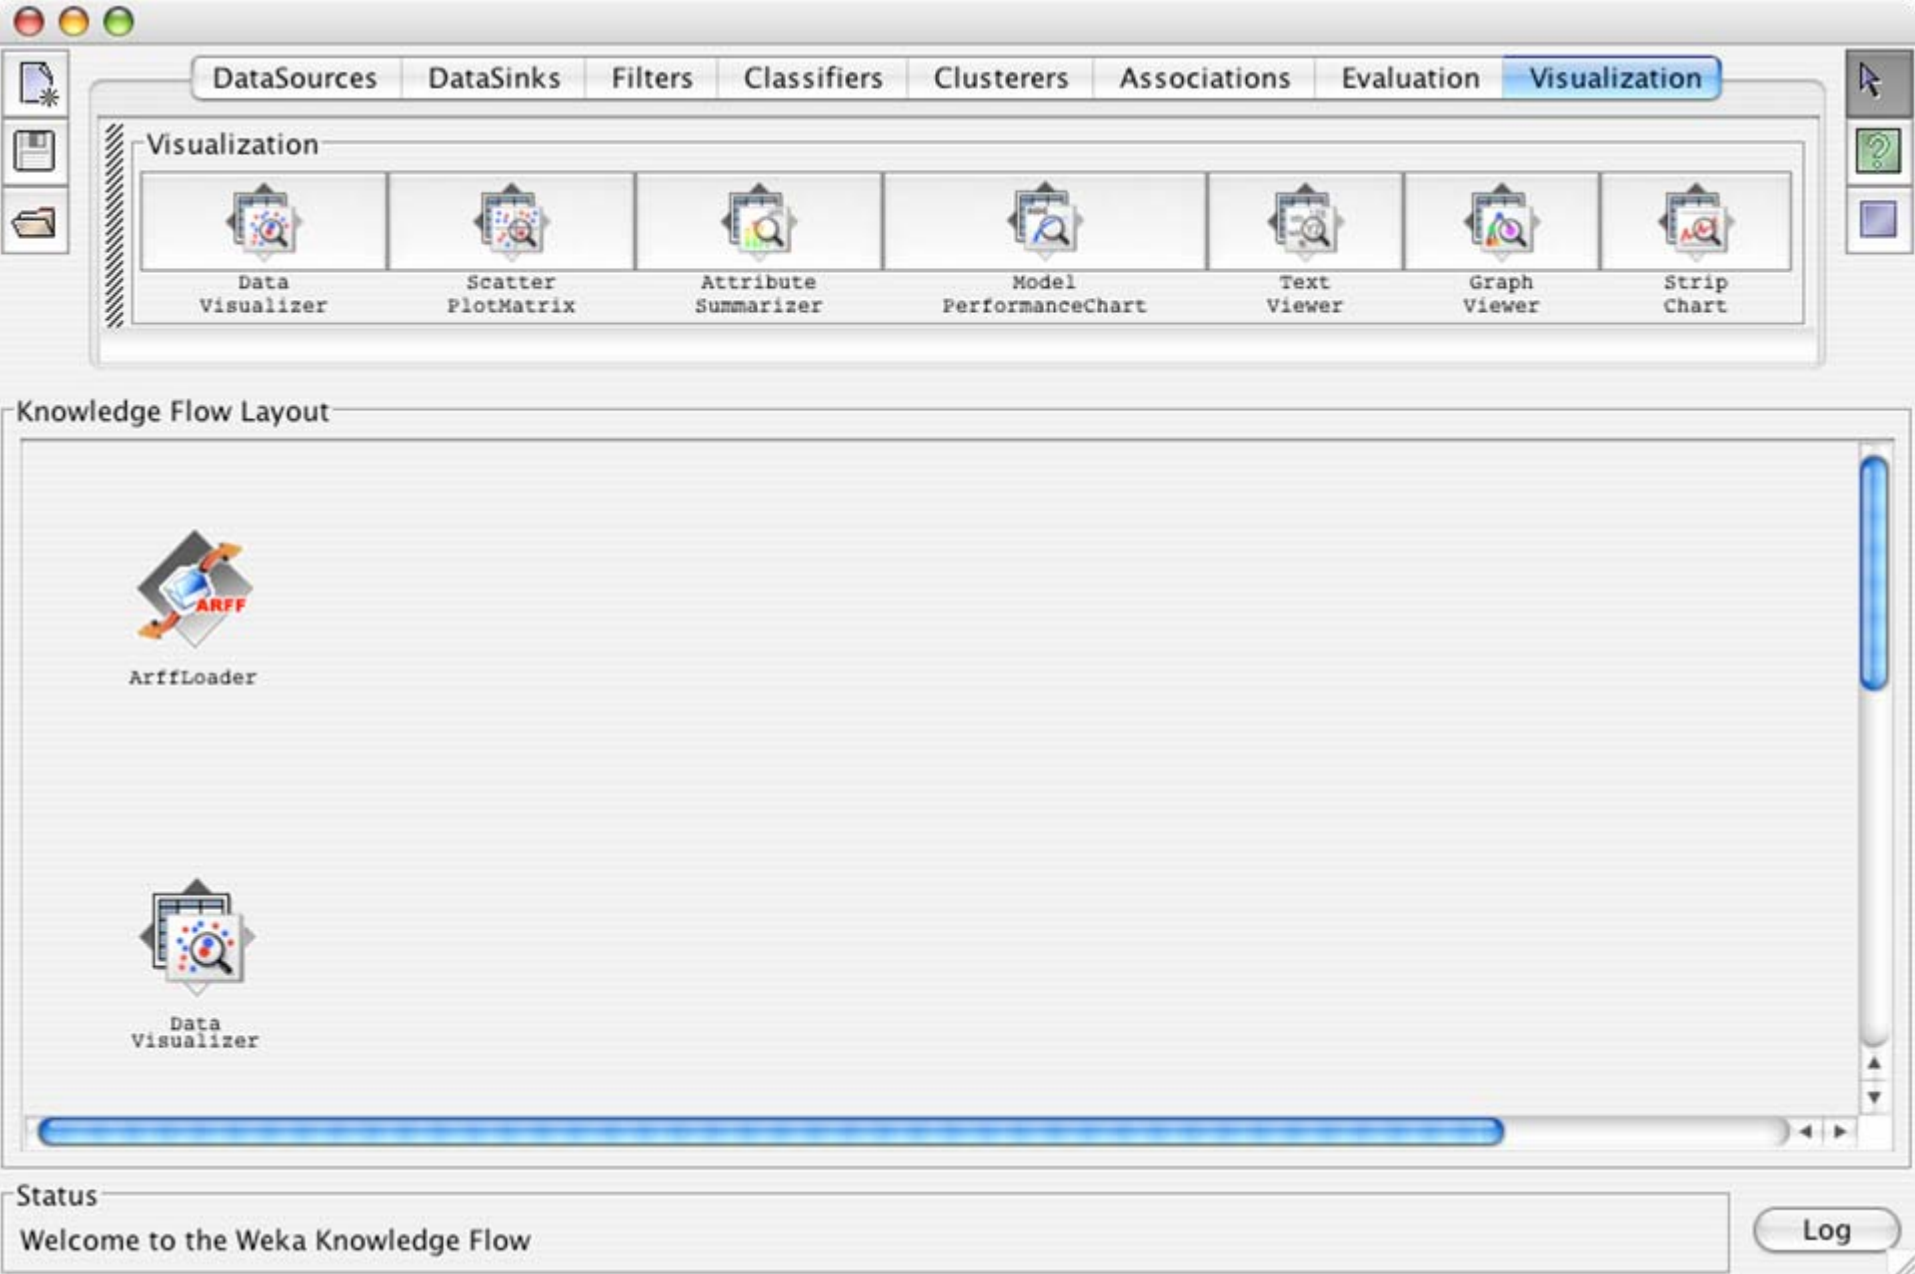 DataSources DataSinks Filters Classifiers Clusterers Associations Evaluation Visualization
Visualization
Data Visualizer
Scatter PlotMatrix
Attribute Summarizer
Model PerformanceChart
Text Viewer
Graph Viewer
Strip Chart
Knowledge Flow Layout
ARFF
ArffLoader
Data
Visualizer
Status
Welcome to the Weka Knowledge Flow
Log